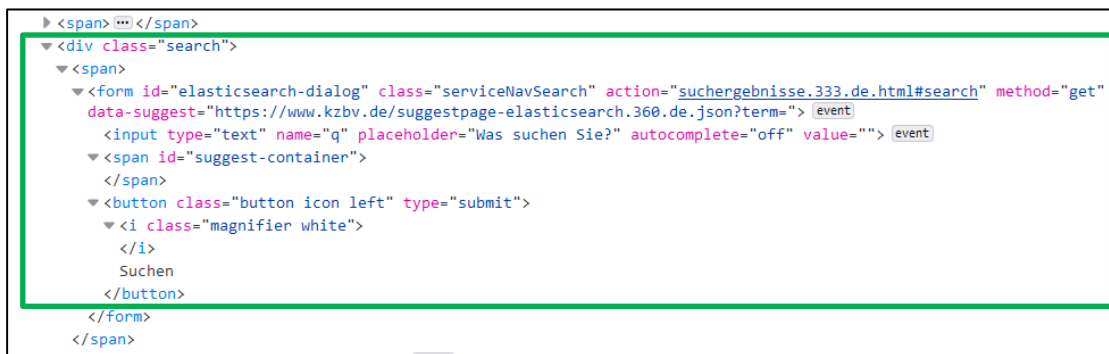 <span> ··· </span>
<div class="search">
<span>
<form id="elasticsearch-dialog" class="serviceNavSearch" action="suchergebnisse.333.de.html#search" method="get"
data-suggest="https://www.kzbv.de/suggestpage-elasticsearch.360.de.json?term="> event
<input type="text" name="q" placeholder="Was suchen Sie?" autocomplete="off" value=""> event
<span id="suggest-container">
</span>
<button class="button icon left" type="submit">
<i class="magnifier white">
</i>
Suchen
</button>
</form>
</span>